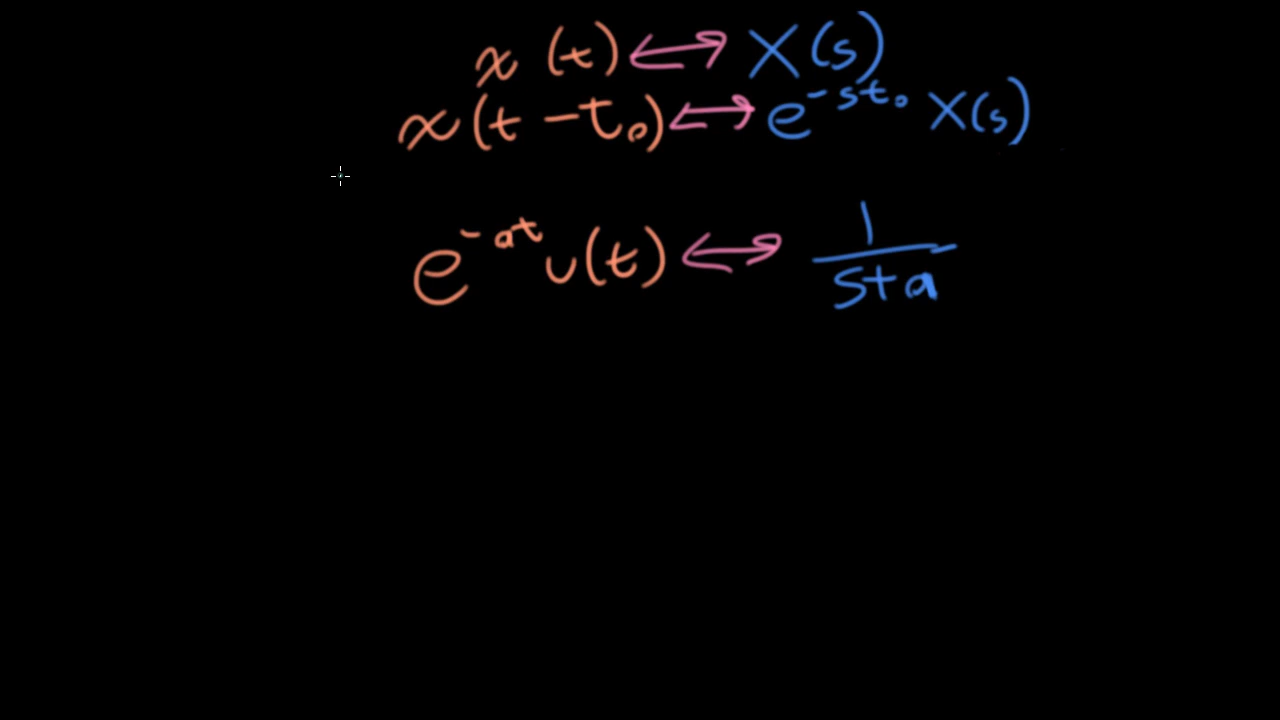 x(t) ↔ X(s)
x(t - t₀) ↔ e^{-st₀} X(s)
e^{-at} u(t) ↔ 1/(s+a)